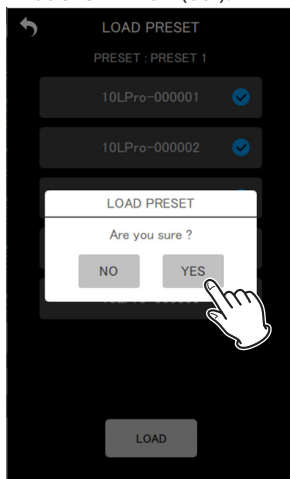 LOAD PRESET
PRESET : PRESET 1
10LPro-000001
10LPro-000002
LOAD PRESET
Are you sure ?
NO
YES
LOAD